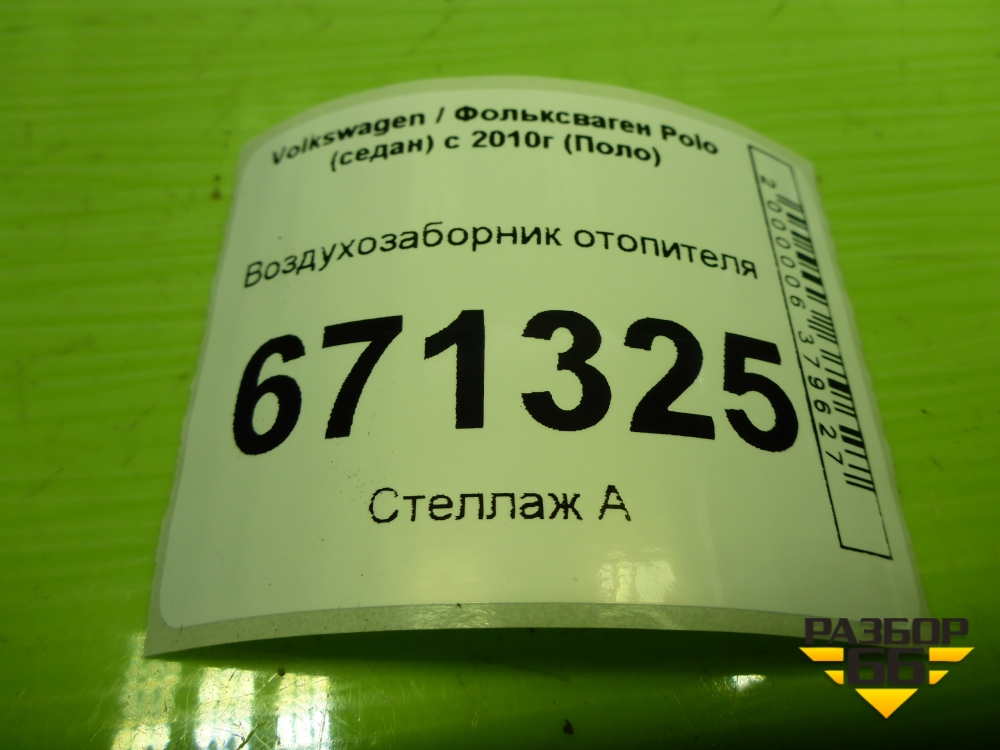 Volkswagen / Фольксваген Polo
(седан) с 2010г (Поло)
Воздухозаборник отопителя
671325
Стеллаж А
2000006379627
РАЗБОР
66